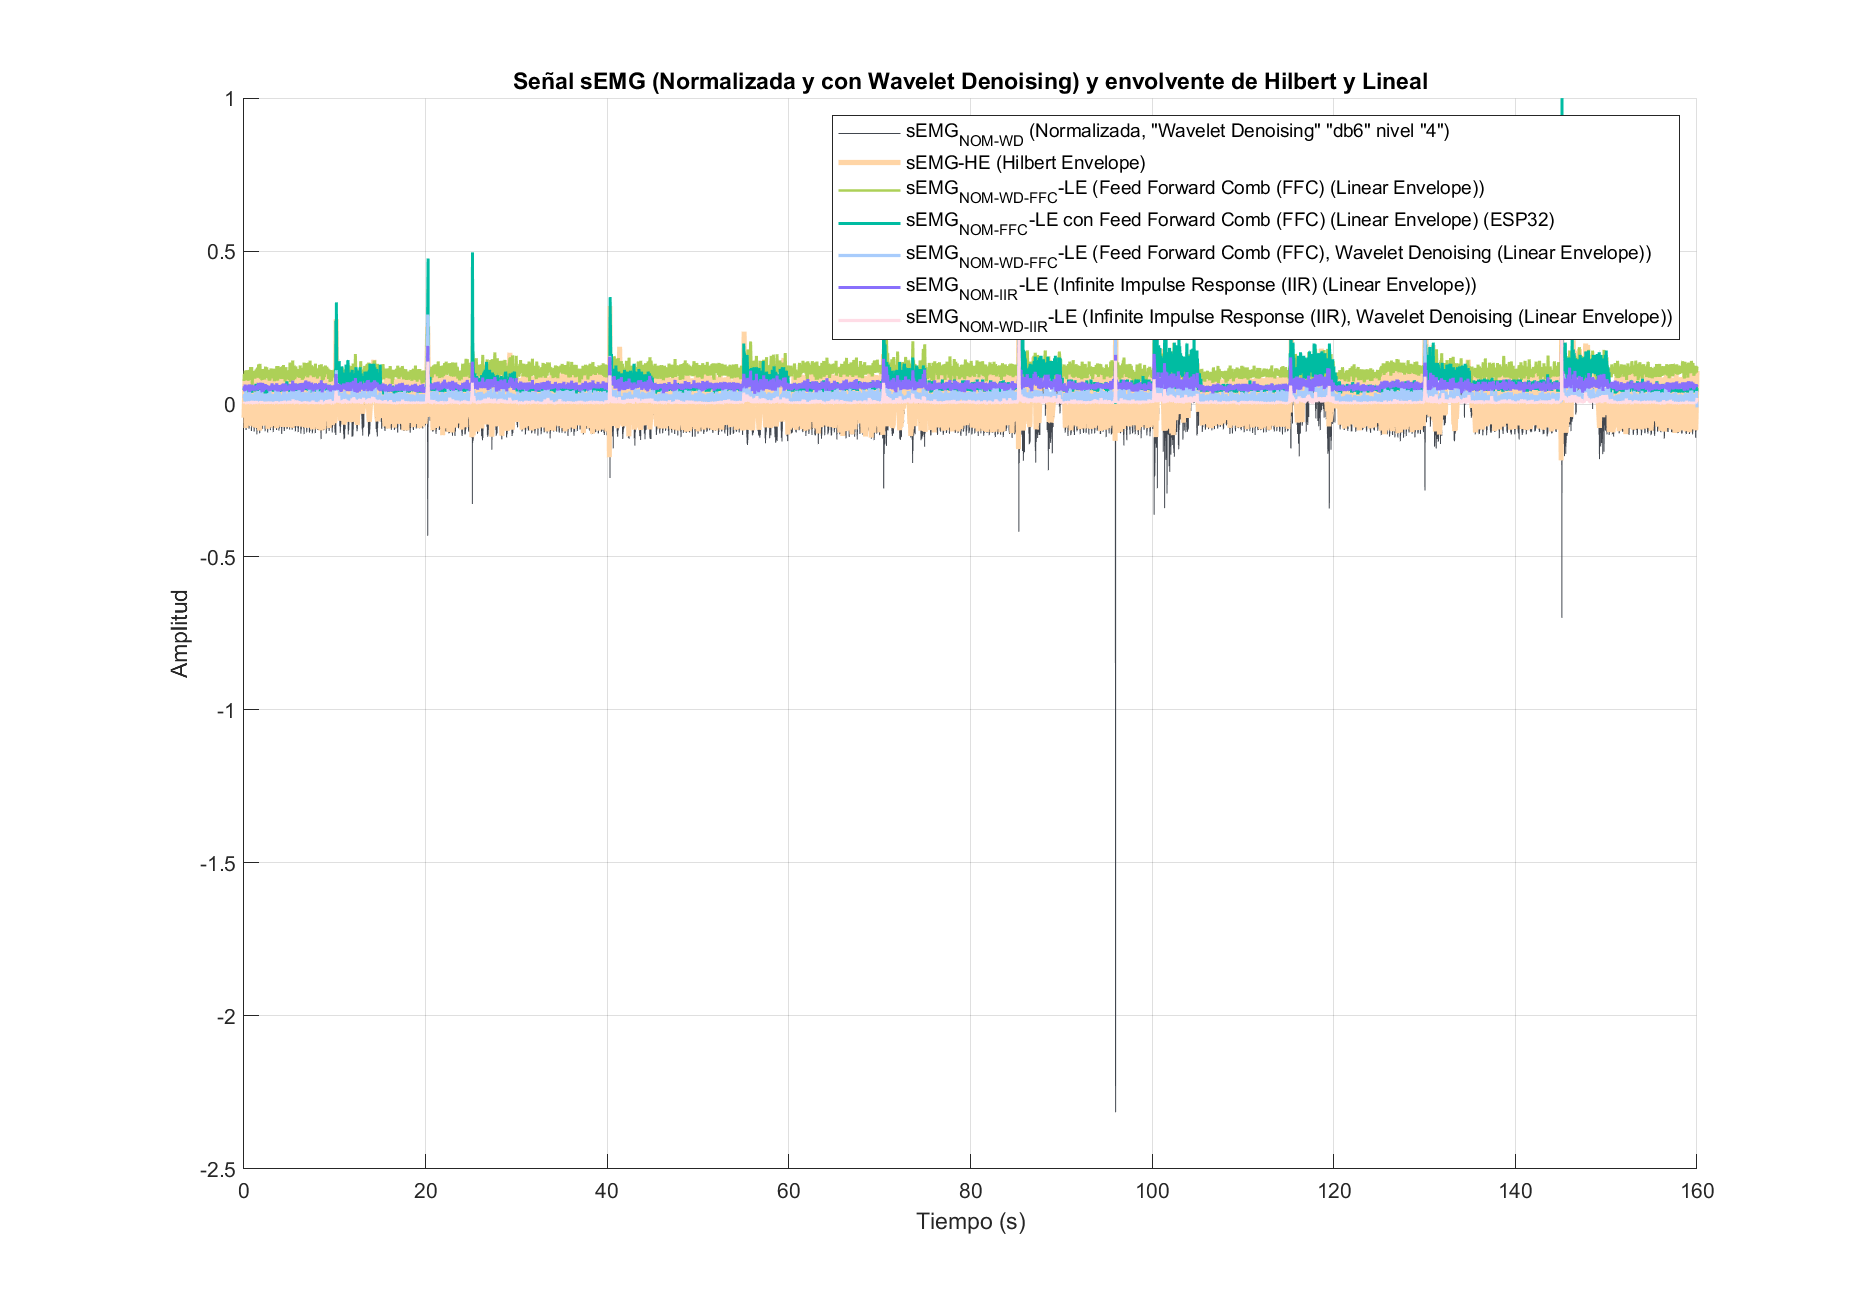 Señal sEMG (Normalizada y con Wavelet Denoising) y envolvente de Hilbert y Lineal
sEMG_NOM-WD (Normalizada, "Wavelet Denoising" "db6" nivel "4")
sEMG-HE (Hilbert Envelope)
sEMG_NOM-WD-FFC-LE (Feed Forward Comb (FFC) (Linear Envelope))
sEMG_NOM-FFC-LE con Feed Forward Comb (FFC) (Linear Envelope) (ESP32)
sEMG_NOM-WD-FFC-LE (Feed Forward Comb (FFC), Wavelet Denoising (Linear Envelope))
sEMG_NOM-IIR-LE (Infinite Impulse Response (IIR) (Linear Envelope))
sEMG_NOM-WD-IIR-LE (Infinite Impulse Response (IIR), Wavelet Denoising (Linear Envelope))
1
0.5
0
-0.5
-1
-1.5
-2
-2.5
Amplitud
0 20 40 60 80 100 120 140 160
Tiempo (s)